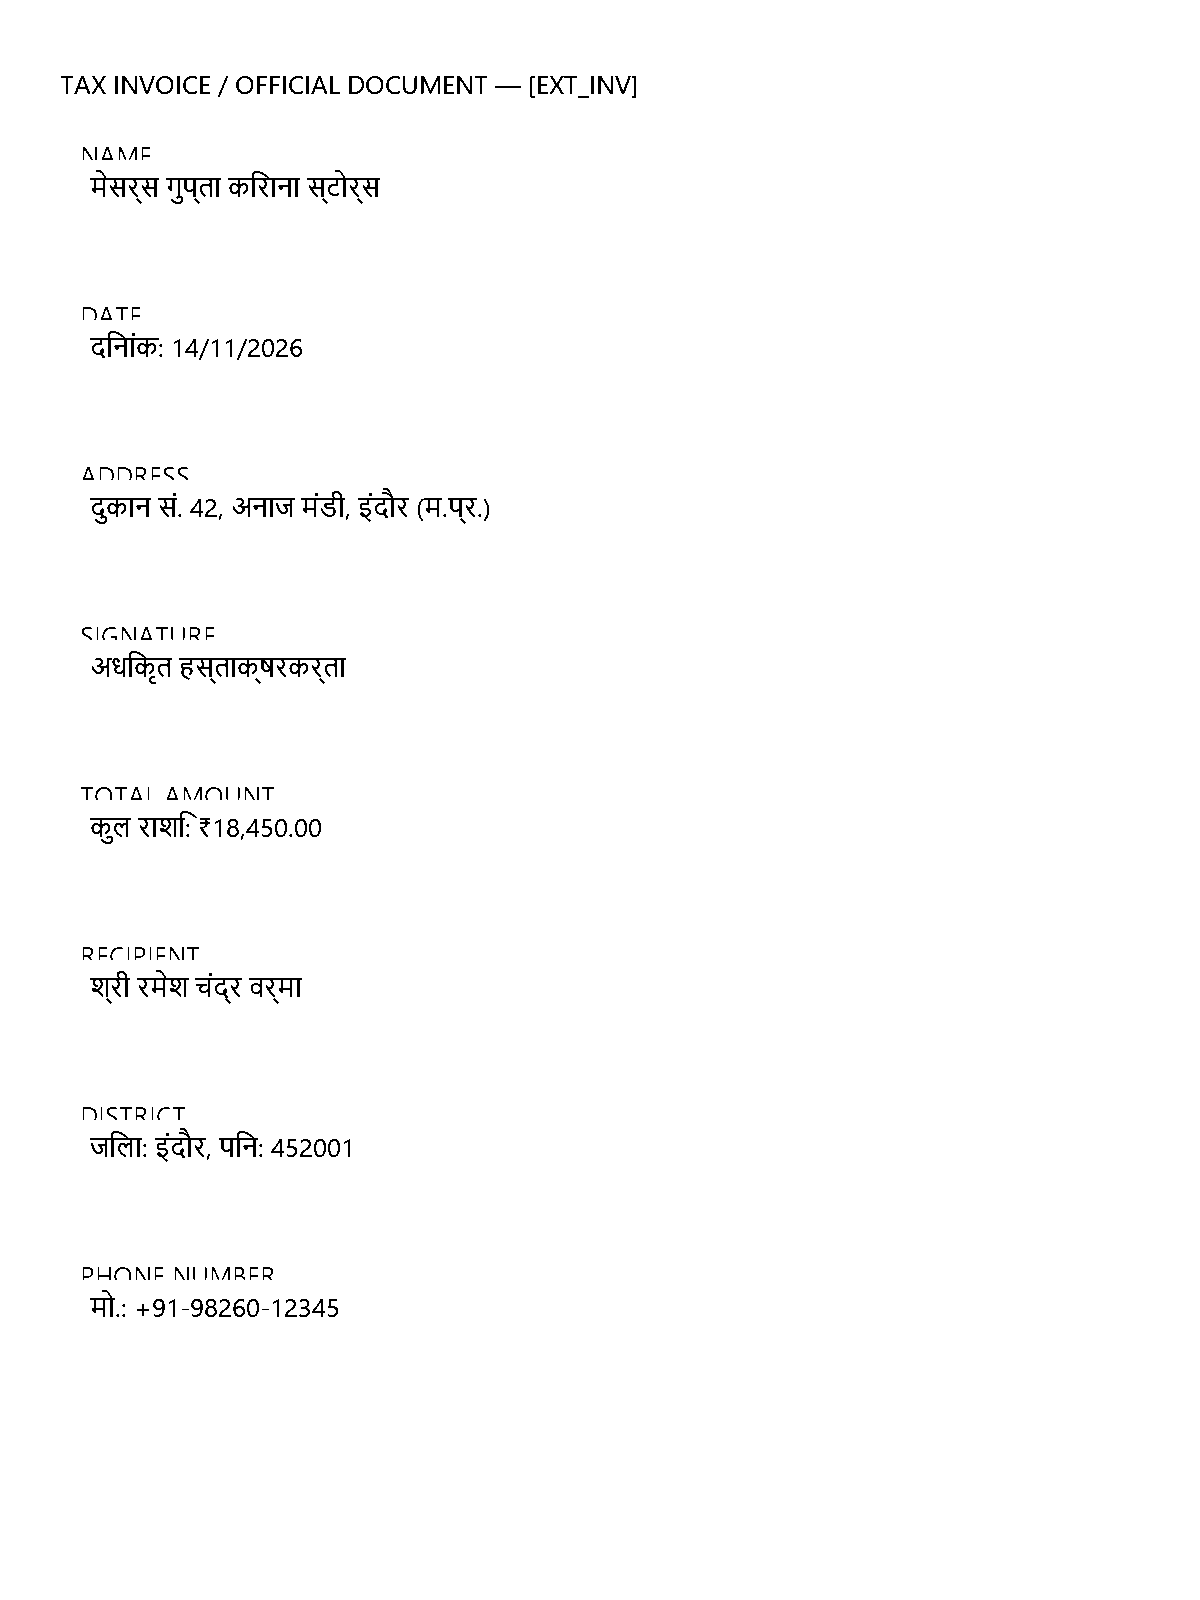 TAX INVOICE / OFFICIAL DOCUMENT — [EXT_INV]
NAME
मेसर्स गुप्ता किराना स्टोर्स
DATE
दिनांक: 14/11/2026
ADDRESS
दुकान सं. 42, अनाज मंडी, इंदौर (म.प्र.)
SIGNATURE
अधिकृत हस्ताक्षरकर्ता
TOTAL AMOUNT
कुल राशि: ₹18,450.00
RECIPIENT
श्री रमेश चंद्र वर्मा
DISTRICT
जिला: इंदौर, पिन: 452001
PHONE NUMBER
मो.: +91-98260-12345